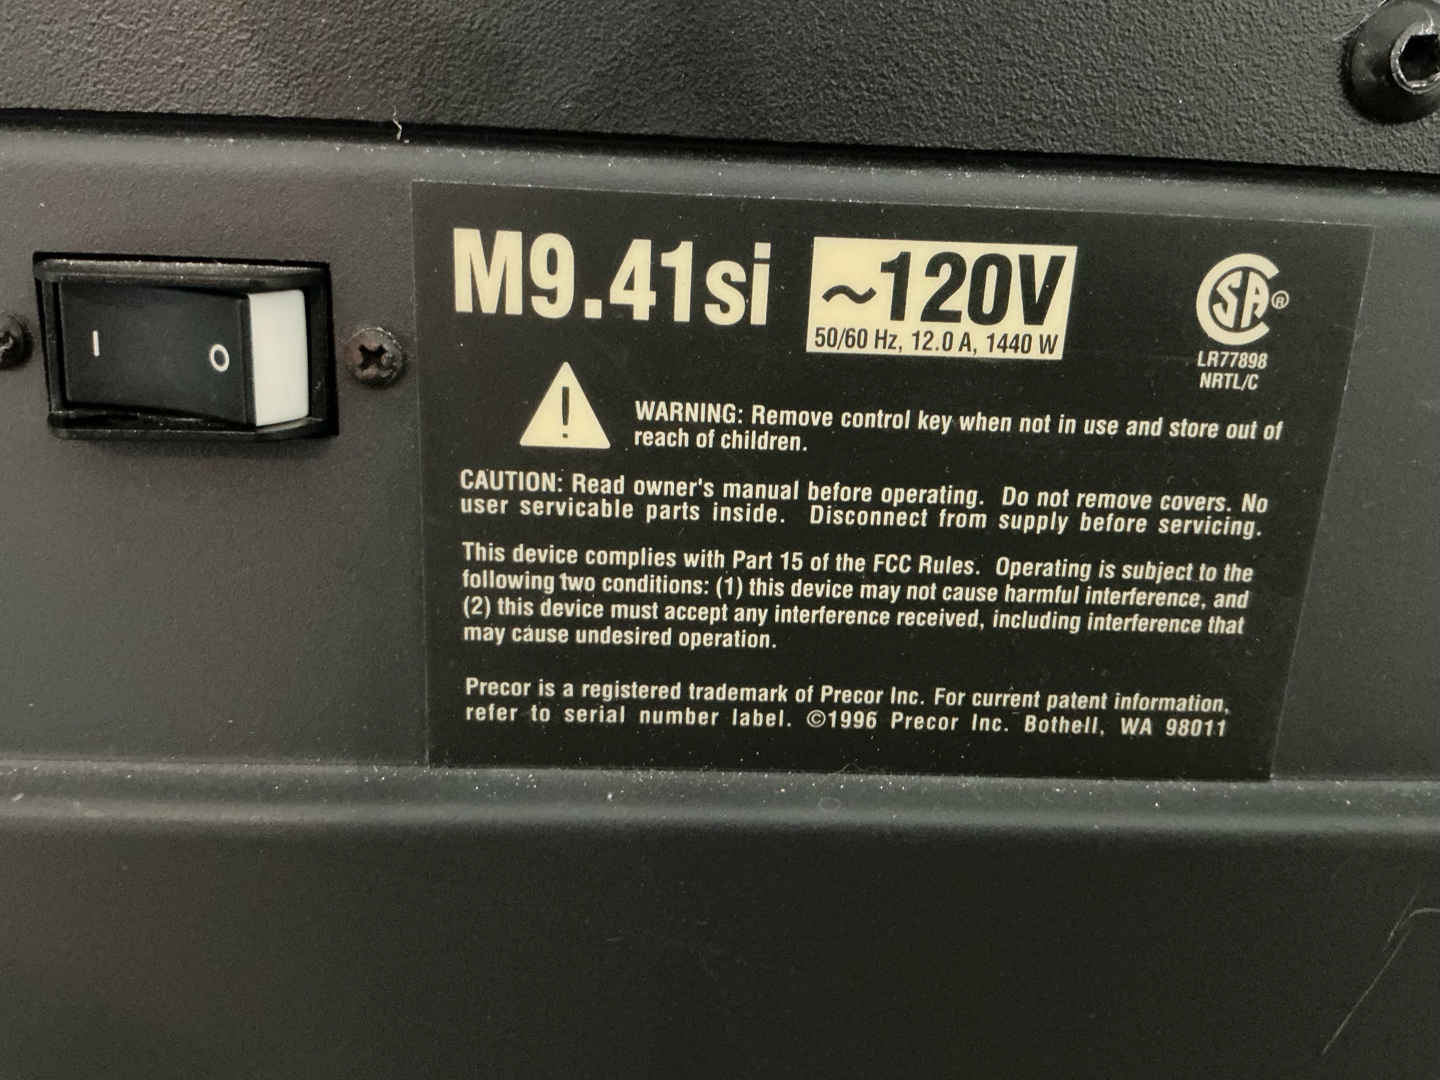 I O
M9.41si
~120V
50/60 Hz, 12.0 A, 1440 W
CSA®
LR77898
NRTL/C
!
WARNING: Remove control key when not in use and store out of
reach of children.
CAUTION: Read owner's manual before operating. Do not remove covers. No
user servicable parts inside. Disconnect from supply before servicing.
This device complies with Part 15 of the FCC Rules. Operating is subject to the
following two conditions: (1) this device may not cause harmful interference, and
(2) this device must accept any interference received, including interference that
may cause undesired operation.
Precor is a registered trademark of Precor Inc. For current patent information,
refer to serial number label. ©1996 Precor Inc. Bothell, WA 98011